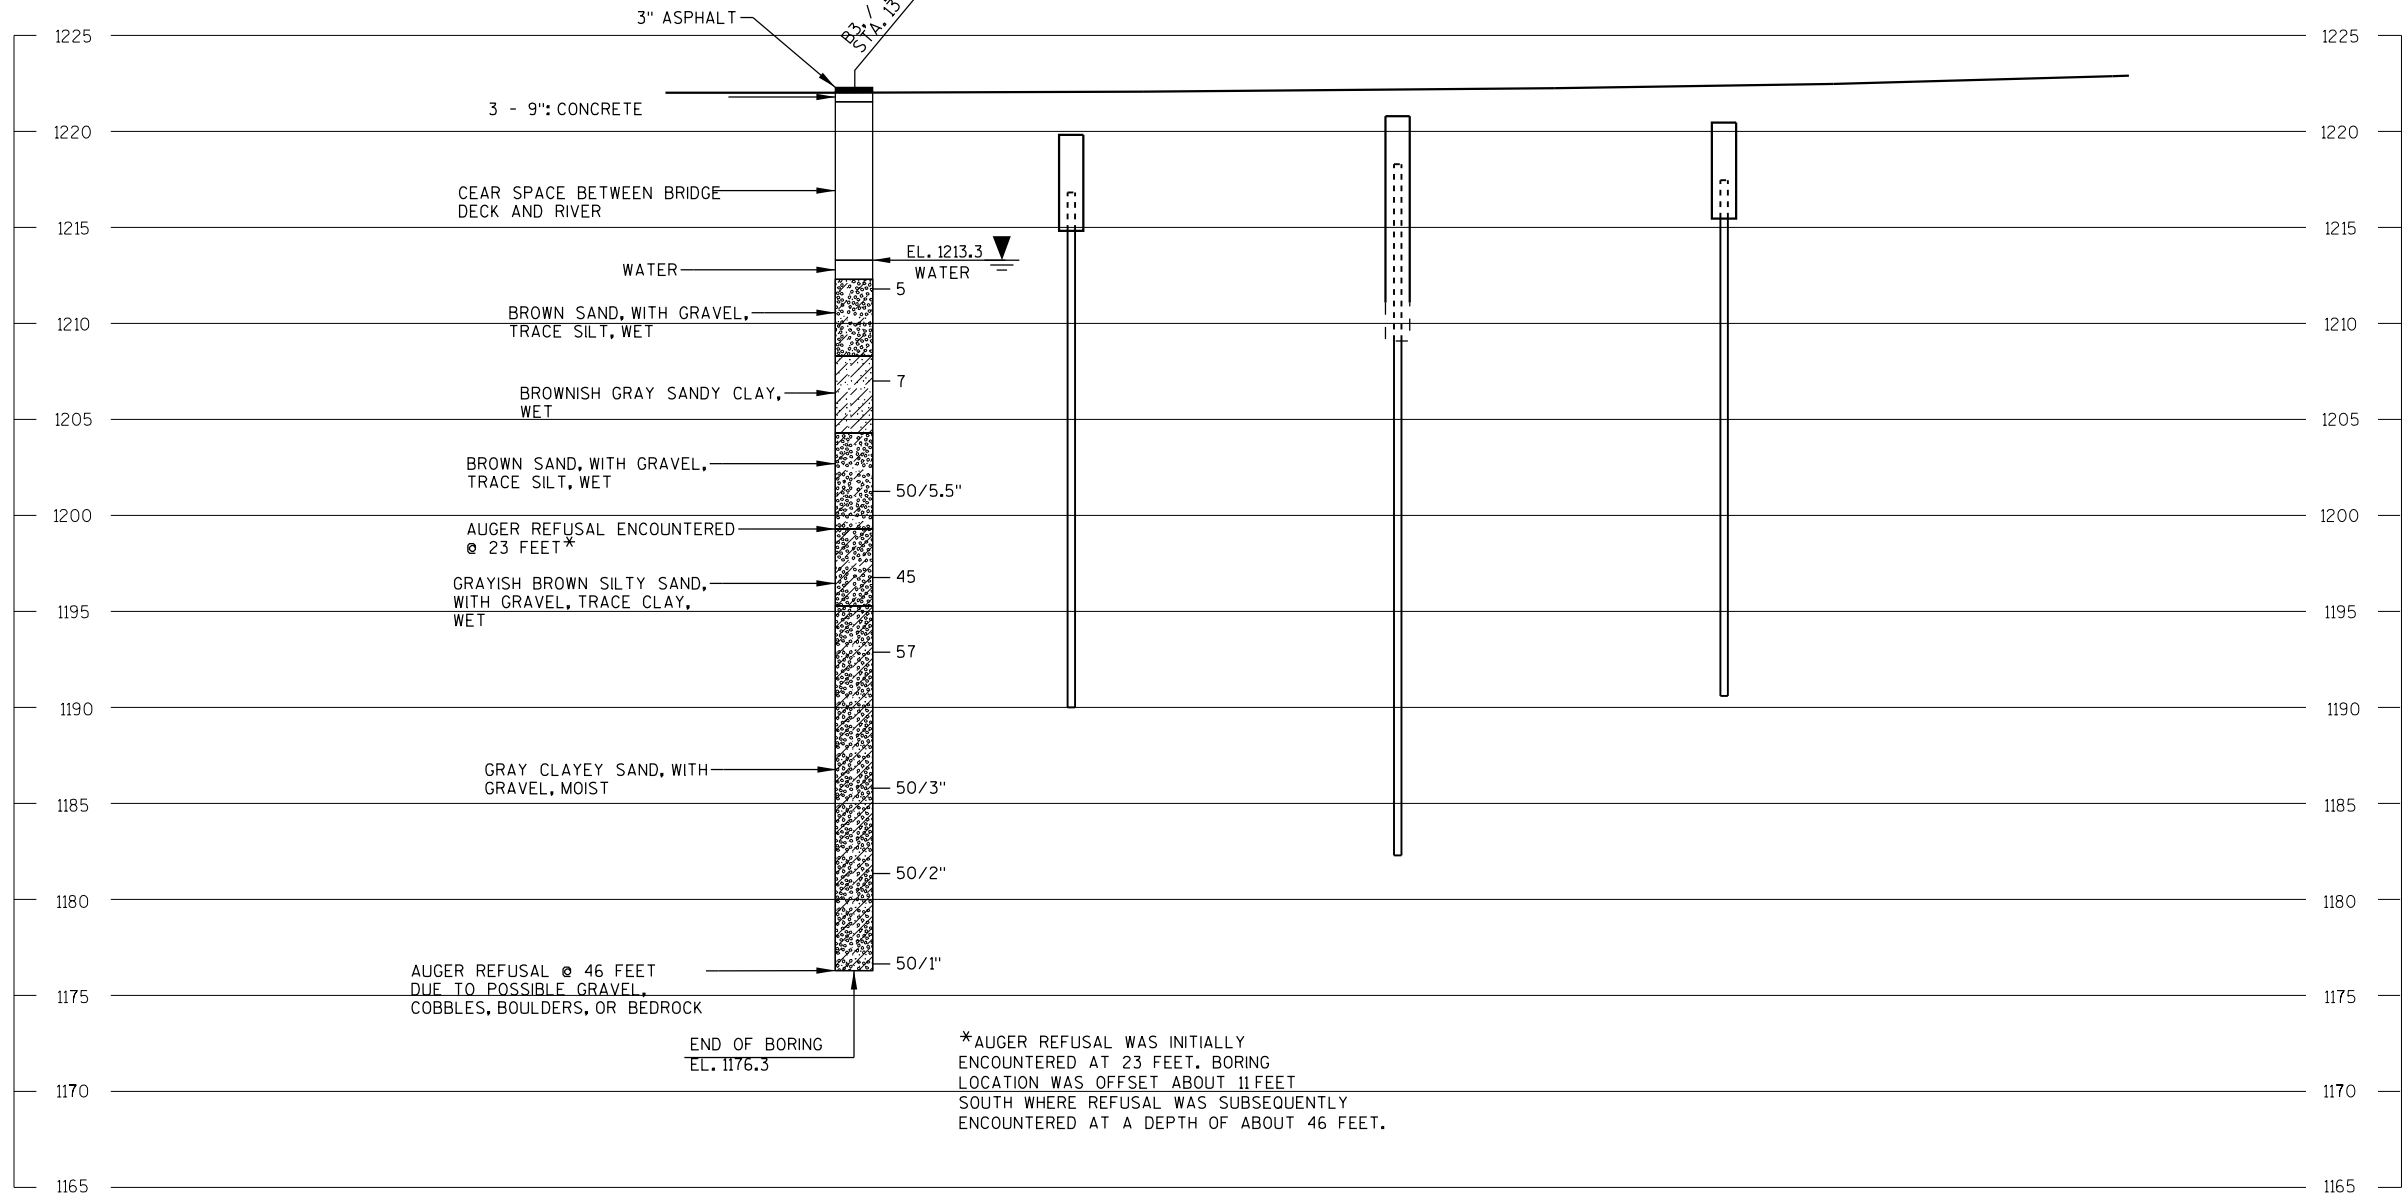 3" ASPHALT
B3, /
STA. 13
1225
1225
3 - 9": CONCRETE
1220
1220
CEAR SPACE BETWEEN BRIDGE
DECK AND RIVER
1215
1215
EL. 1213.3
WATER
WATER
5
BROWN SAND, WITH GRAVEL,
TRACE SILT, WET
1210
1210
7
BROWNISH GRAY SANDY CLAY,
WET
1205
1205
BROWN SAND, WITH GRAVEL,
TRACE SILT, WET
50/5.5"
1200
1200
AUGER REFUSAL ENCOUNTERED
@ 23 FEET*
45
GRAYISH BROWN SILTY SAND,
WITH GRAVEL, TRACE CLAY,
WET
1195
1195
57
1190
1190
GRAY CLAYEY SAND, WITH
GRAVEL, MOIST
50/3"
1185
1185
50/2"
1180
1180
50/1"
AUGER REFUSAL @ 46 FEET
DUE TO POSSIBLE GRAVEL,
COBBLES, BOULDERS, OR BEDROCK
1175
1175
END OF BORING
EL. 1176.3
*AUGER REFUSAL WAS INITIALLY
ENCOUNTERED AT 23 FEET. BORING
LOCATION WAS OFFSET ABOUT 11 FEET
SOUTH WHERE REFUSAL WAS SUBSEQUENTLY
ENCOUNTERED AT A DEPTH OF ABOUT 46 FEET.
1170
1170
1165
1165